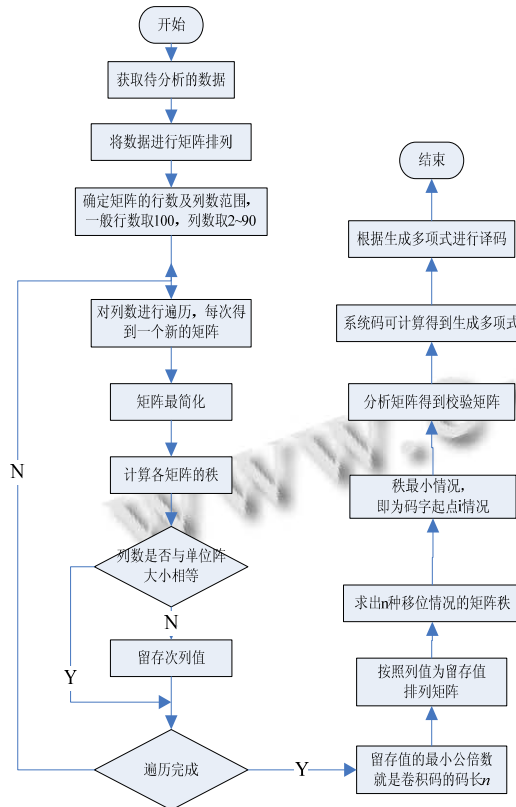 开始
获取待分析的数据
将数据进行矩阵排列
确定矩阵的行数及列数范围,
一般行数取100，列数取2~90
对列数进行遍历，每次得
到一个新的矩阵
矩阵最简化
计算各矩阵的秩
列数是否与单位阵
大小相等
N
留存次列值
Y
遍历完成
N
Y
留存值的最小公倍数
就是卷积码的码长n
按照列值为留存值
排列矩阵
求出n种移位情况的矩阵秩
秩最小情况，
即为码字起点i情况
分析矩阵得到校验矩阵
系统码可计算得到生成多项式
根据生成多项式进行译码
结束
www.